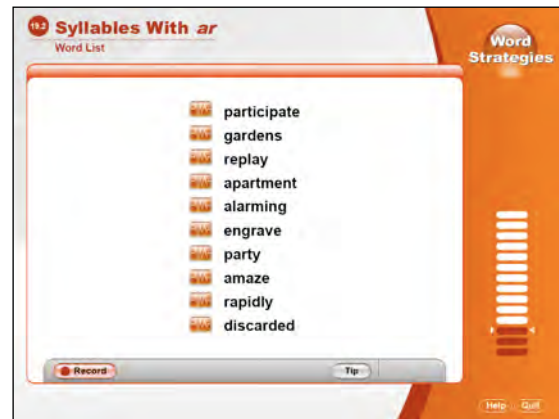 19.2 Syllables With ar
Word List
Word
Strategies
participate
gardens
replay
apartment
alarming
engrave
party
amaze
rapidly
discarded
Record
Tip
Help
Quit